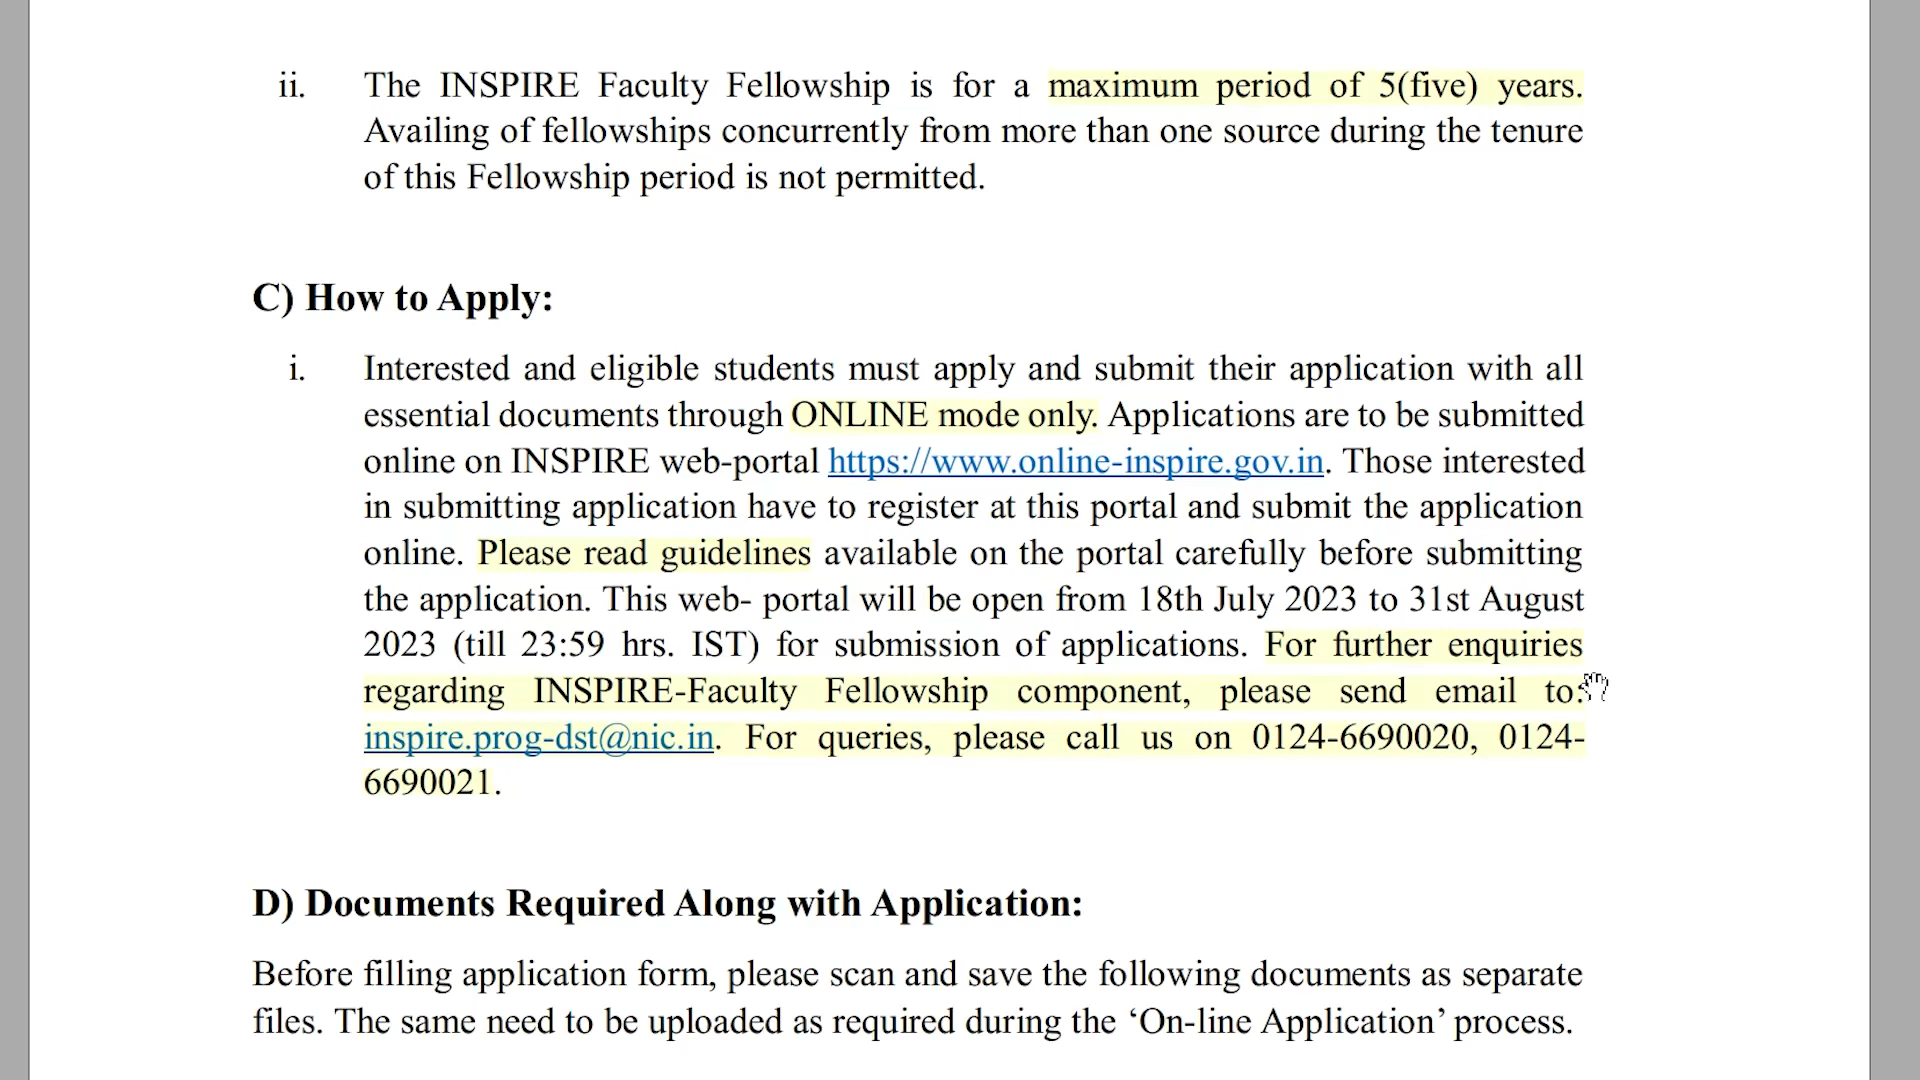 ii. The INSPIRE Faculty Fellowship is for a maximum period of 5(five) years.
Availing of fellowships concurrently from more than one source during the tenure
of this Fellowship period is not permitted.
C) How to Apply:
i. Interested and eligible students must apply and submit their application with all
essential documents through ONLINE mode only. Applications are to be submitted
online on INSPIRE web-portal https://www.online-inspire.gov.in. Those interested
in submitting application have to register at this portal and submit the application
online. Please read guidelines available on the portal carefully before submitting
the application. This web- portal will be open from 18th July 2023 to 31st August
2023 (till 23:59 hrs. IST) for submission of applications. For further enquiries
regarding INSPIRE-Faculty Fellowship component, please send email to:
inspire.prog-dst@nic.in. For queries, please call us on 0124-6690020, 0124-
6690021.
D) Documents Required Along with Application:
Before filling application form, please scan and save the following documents as separate
files. The same need to be uploaded as required during the ‘On-line Application’ process.